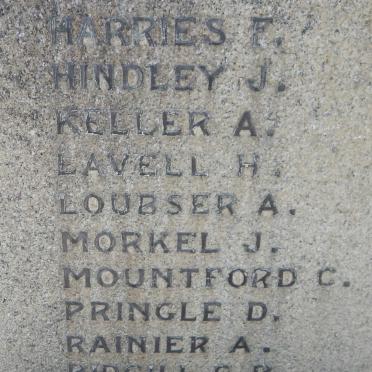 HARRIES F.
HINDLEY J.
KELLER A.
LAVELL H.
LOUBSER A.
MORKEL J.
MOUNTFORD C.
PRINGLE D.
RAINIER A.